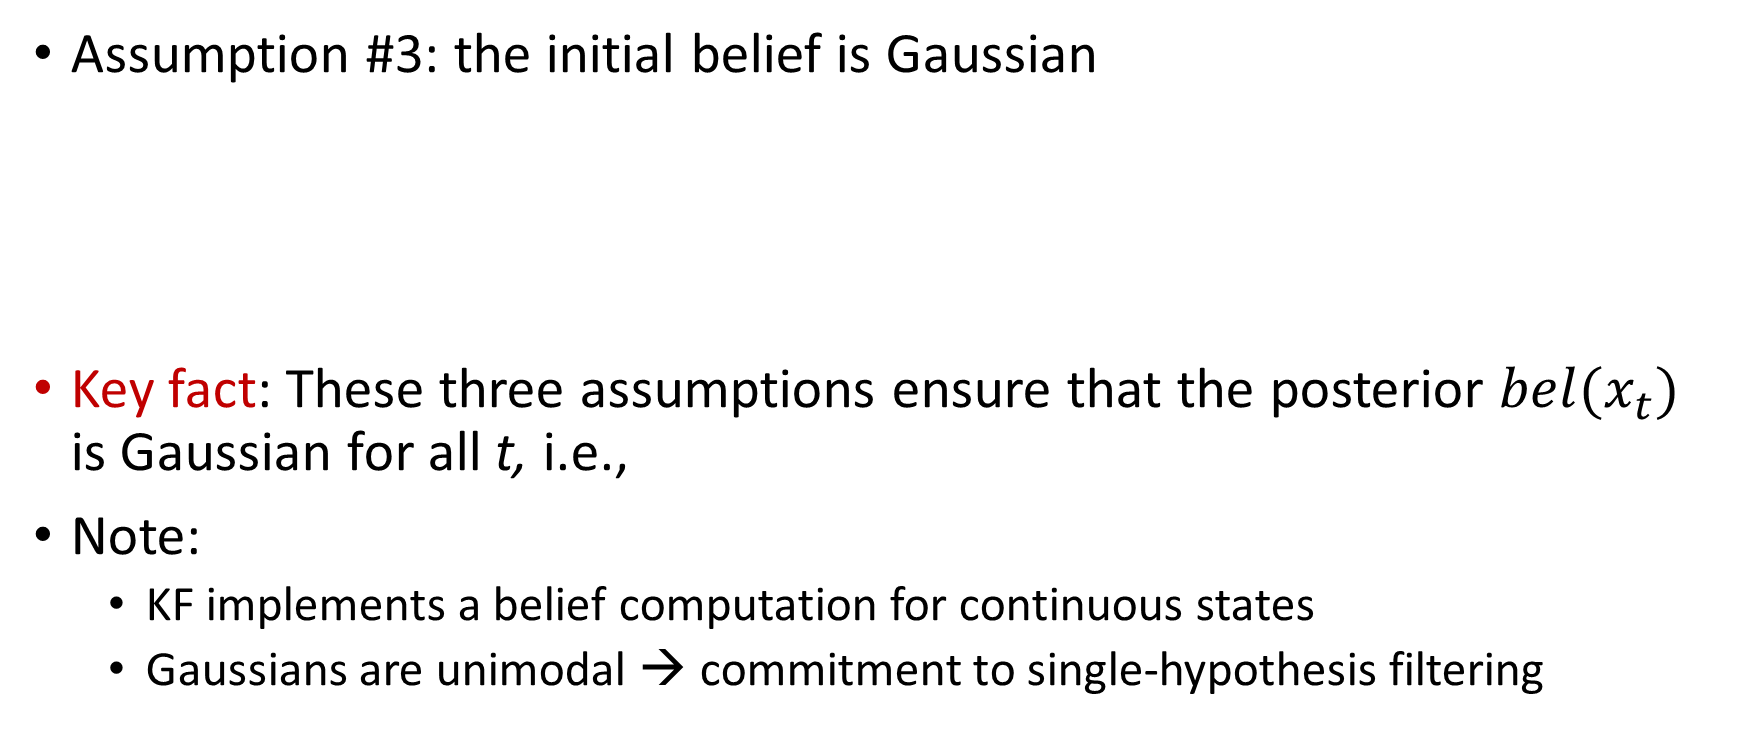 • Assumption #3: the initial belief is Gaussian
• Key fact: These three assumptions ensure that the posterior 𝑏𝑒𝑙(𝑥ₜ)
is Gaussian for all t, i.e.,
• Note:
• KF implements a belief computation for continuous states
• Gaussians are unimodal → commitment to single-hypothesis filtering